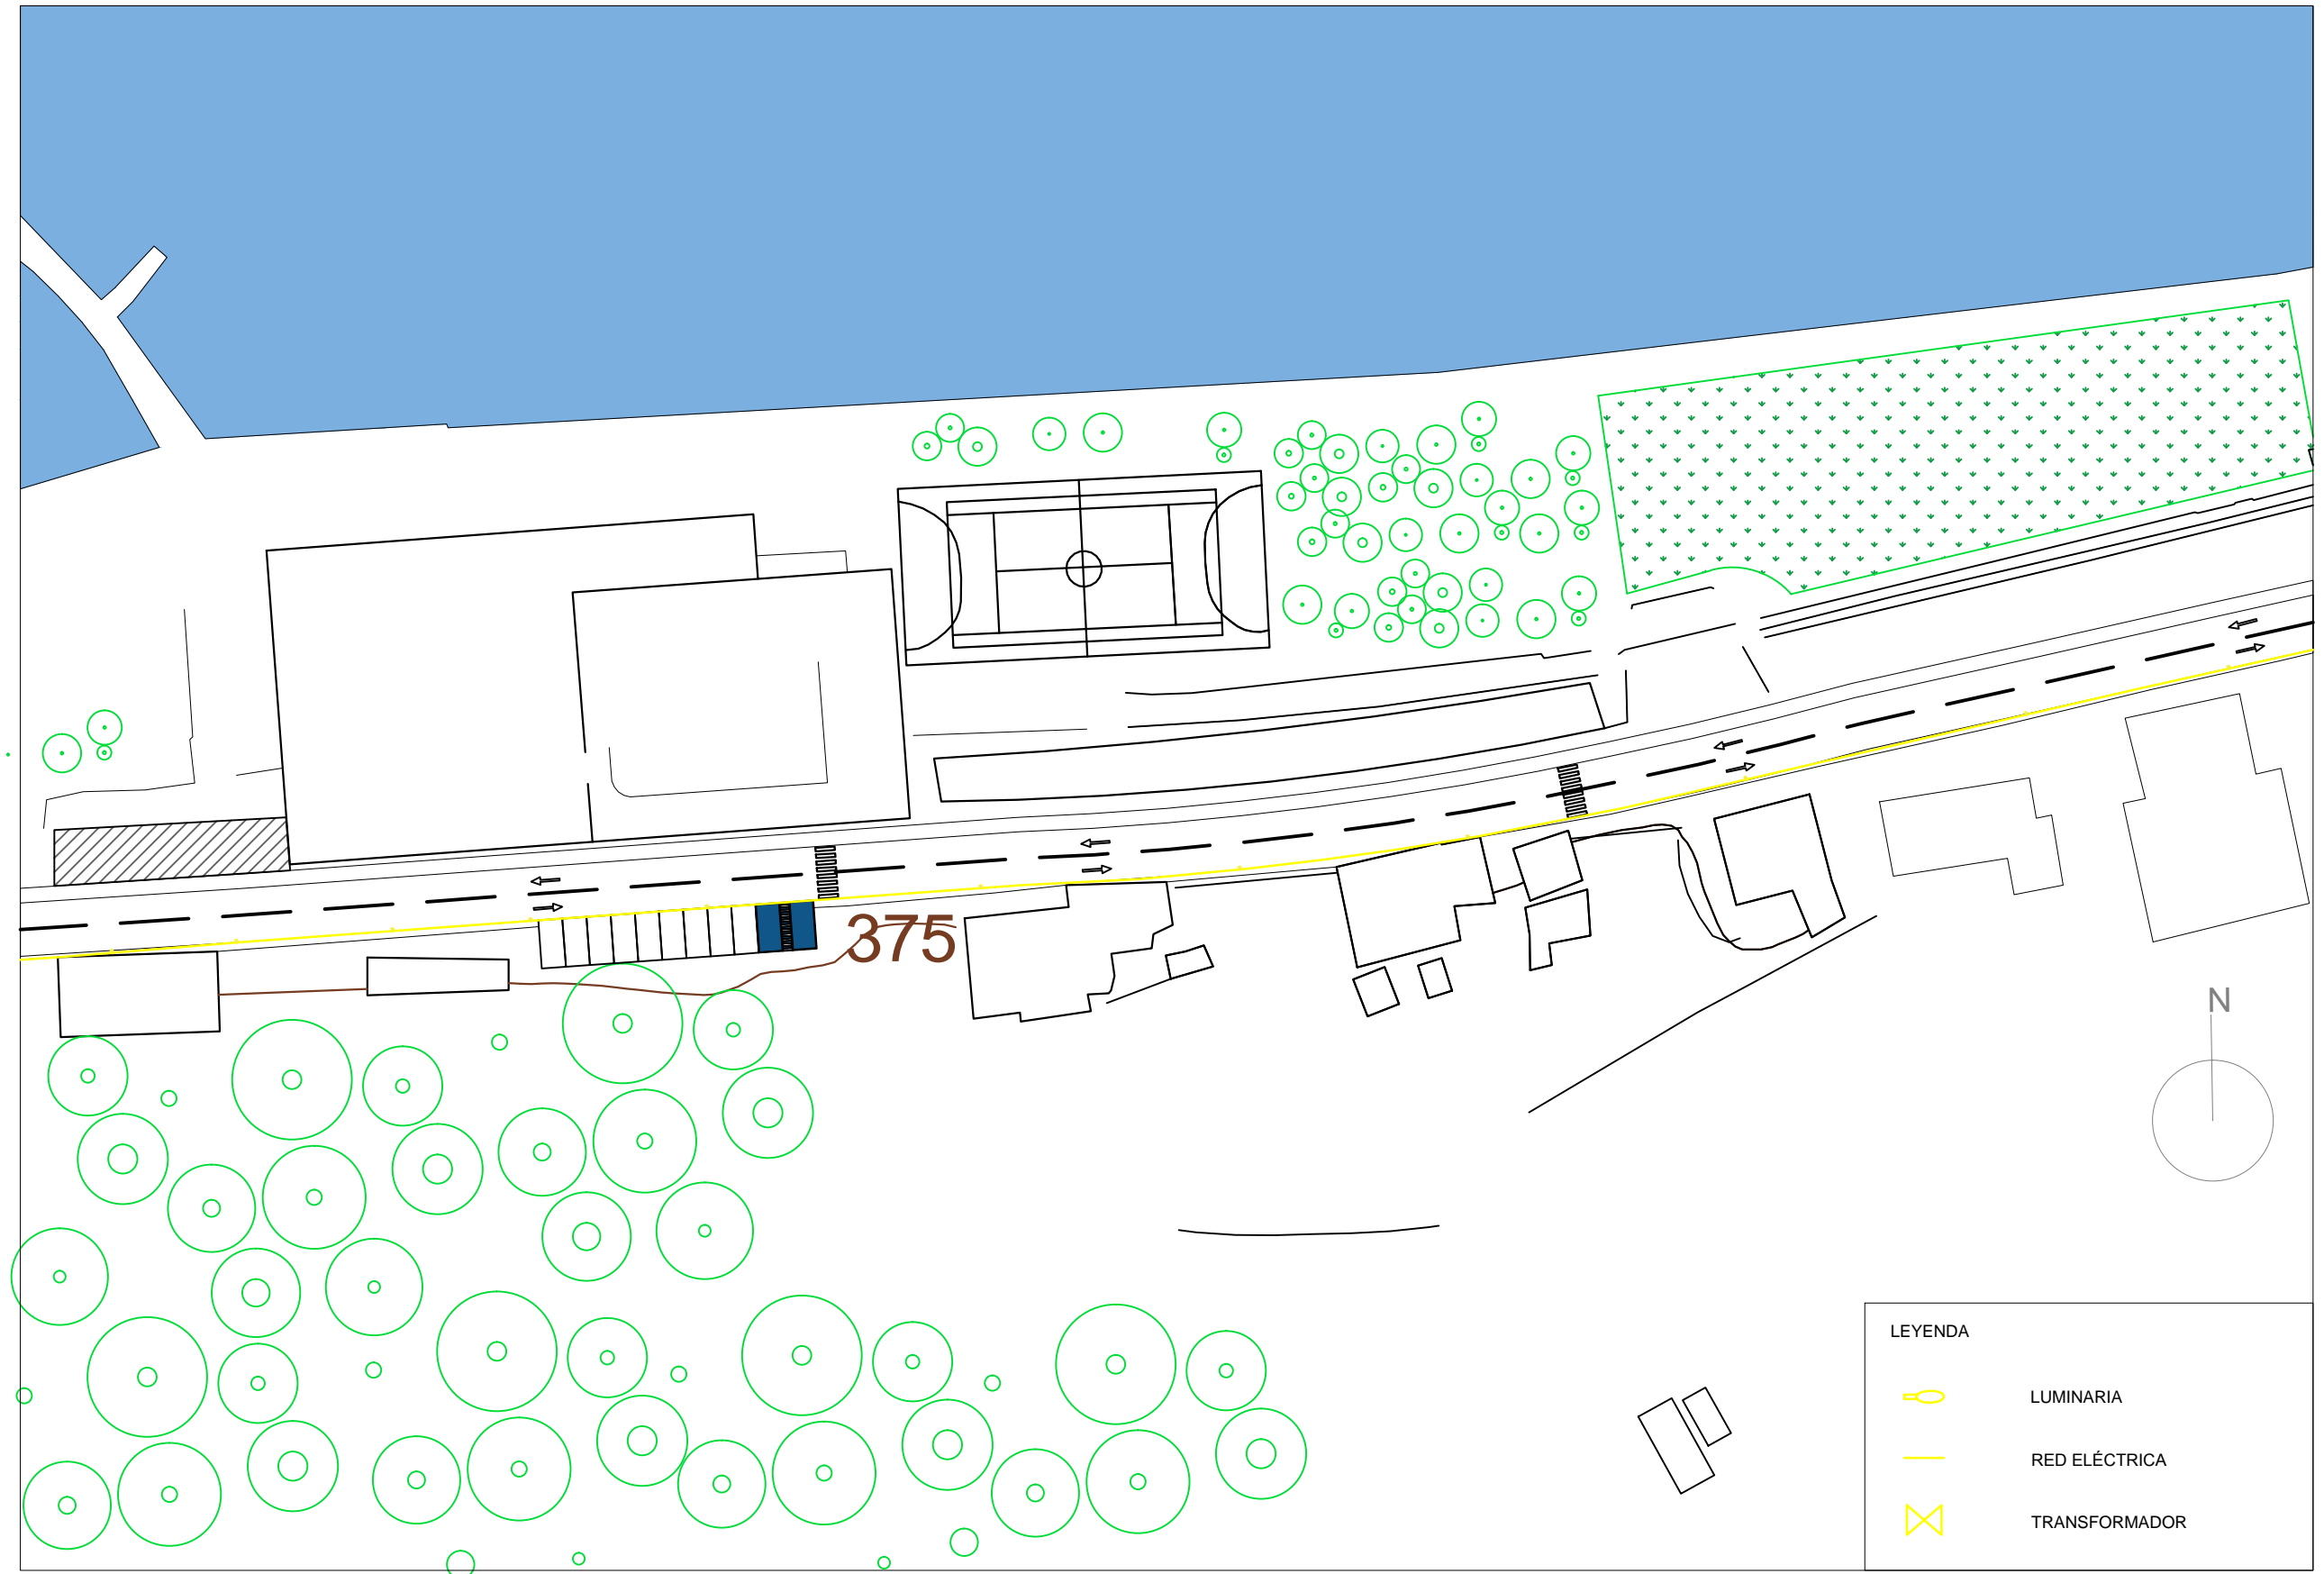 375
N
LEYENDA
LUMINARIA
RED ELÉCTRICA
TRANSFORMADOR